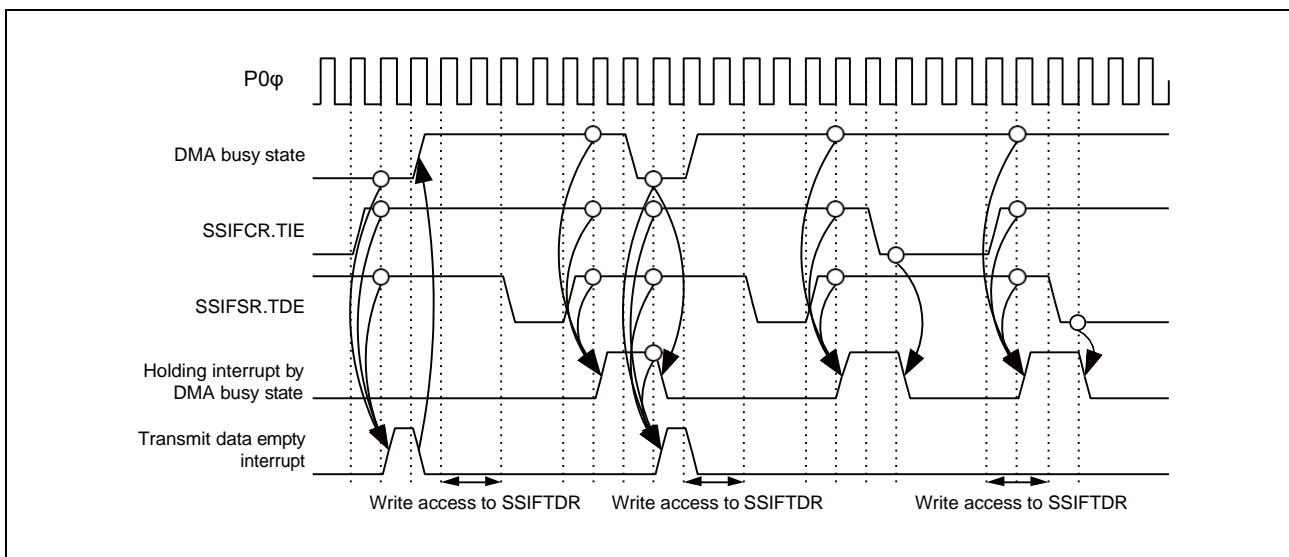 P0φ
DMA busy state
SSIFCR.TIE
SSIFSR.TDE
Holding interrupt by
DMA busy state
Transmit data empty
interrupt
Write access to SSIFTDR
Write access to SSIFTDR
Write access to SSIFTDR